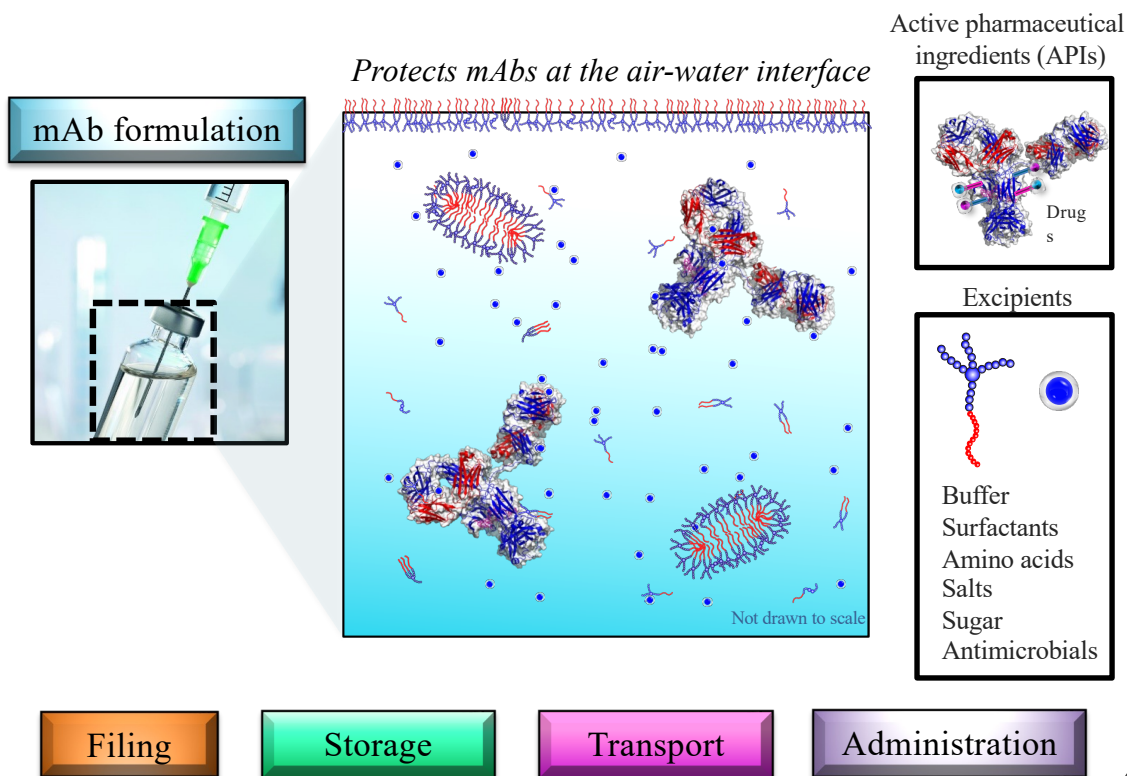 Active pharmaceutical
ingredients (APIs)
Protects mAbs at the air-water interface
mAb formulation
Drug
s
Excipients
Buffer
Surfactants
Amino acids
Salts
Sugar
Antimicrobials
Not drawn to scale
Filing
Storage
Transport
Administration